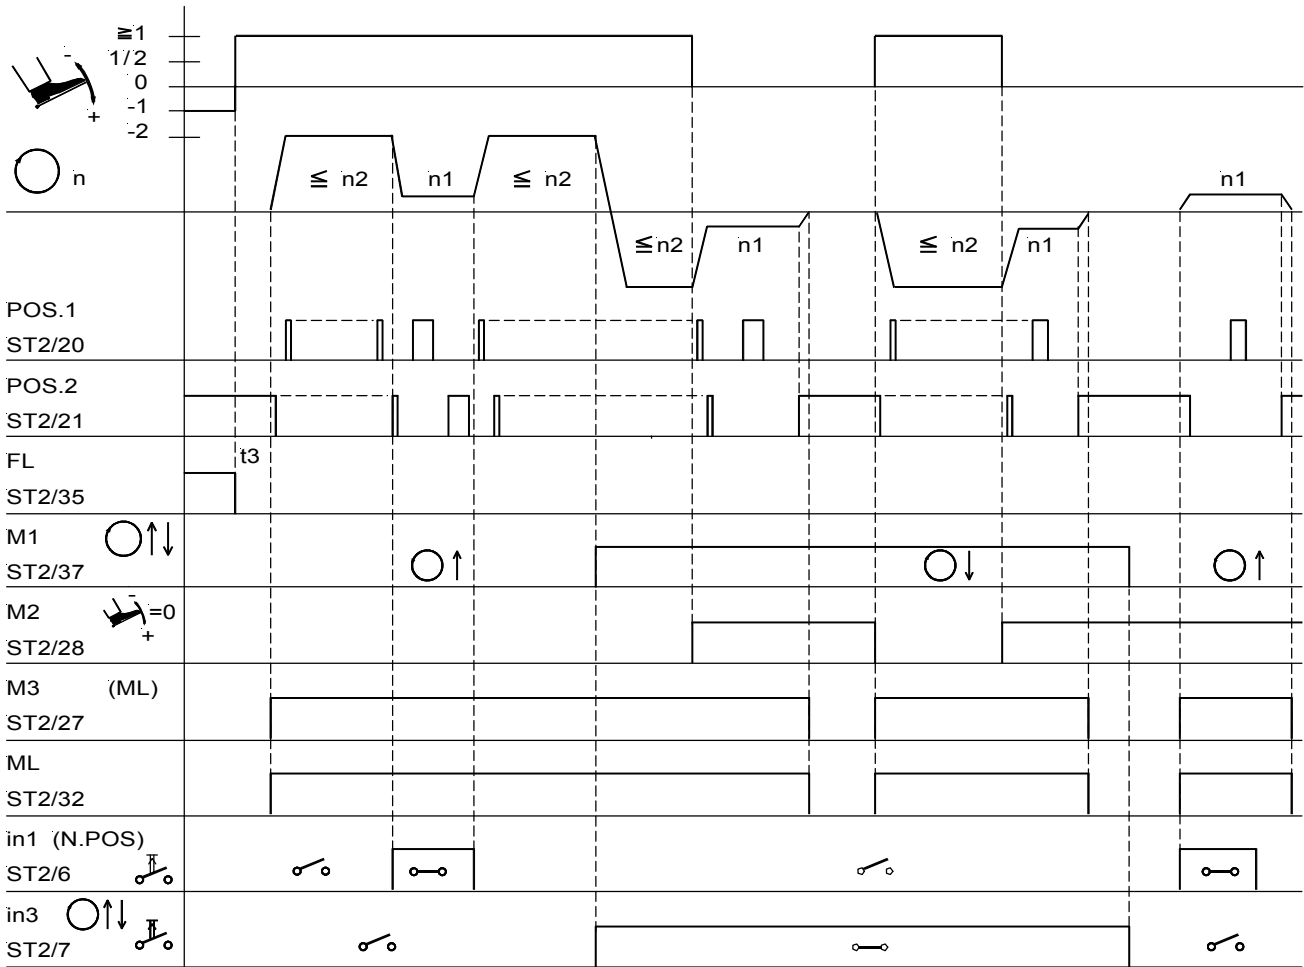 ≧1
1/2
0
-1
-2
-
+
n
≦ n2
n1
≦ n2
n1
≦ n2
n1
≦ n2
n1
POS.1
ST2/20
POS.2
ST2/21
FL
t3
ST2/35
M1
ST2/37
M2
-
=0
+
ST2/28
M3 (ML)
ST2/27
ML
ST2/32
in1 (N.POS)
ST2/6
in3
ST2/7